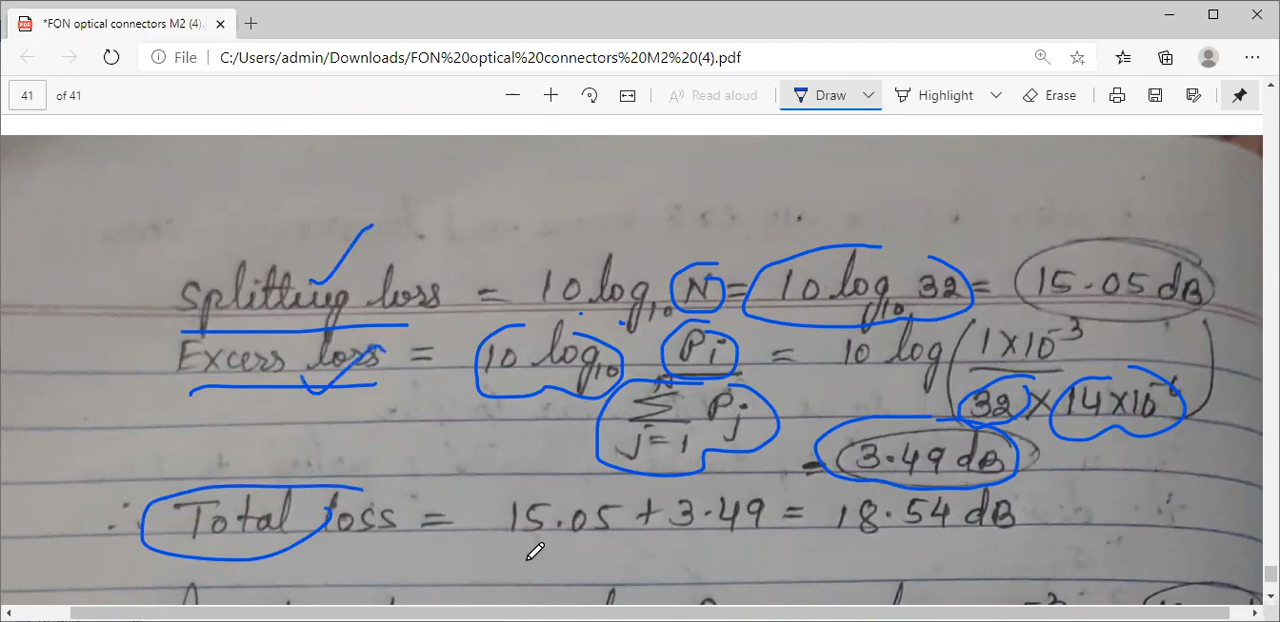 *FON optical connectors M2 (4).
File C:/Users/admin/Downloads/FON%20optical%20connectors%20M2%20(4).pdf
41 of 41 Read aloud Draw Highlight Erase
Splitting loss = 10 log₁₀ N = 10 log₁₀ 32 = 15.05 dB
Excess loss = 10 log₁₀ Pi = 10 log ( 1×10⁻³
N∑j=1 Pj 32 × 14×10⁻⁶ )
= 3.49 dB
∴ Total loss = 15.05 + 3.49 = 18.54 dB